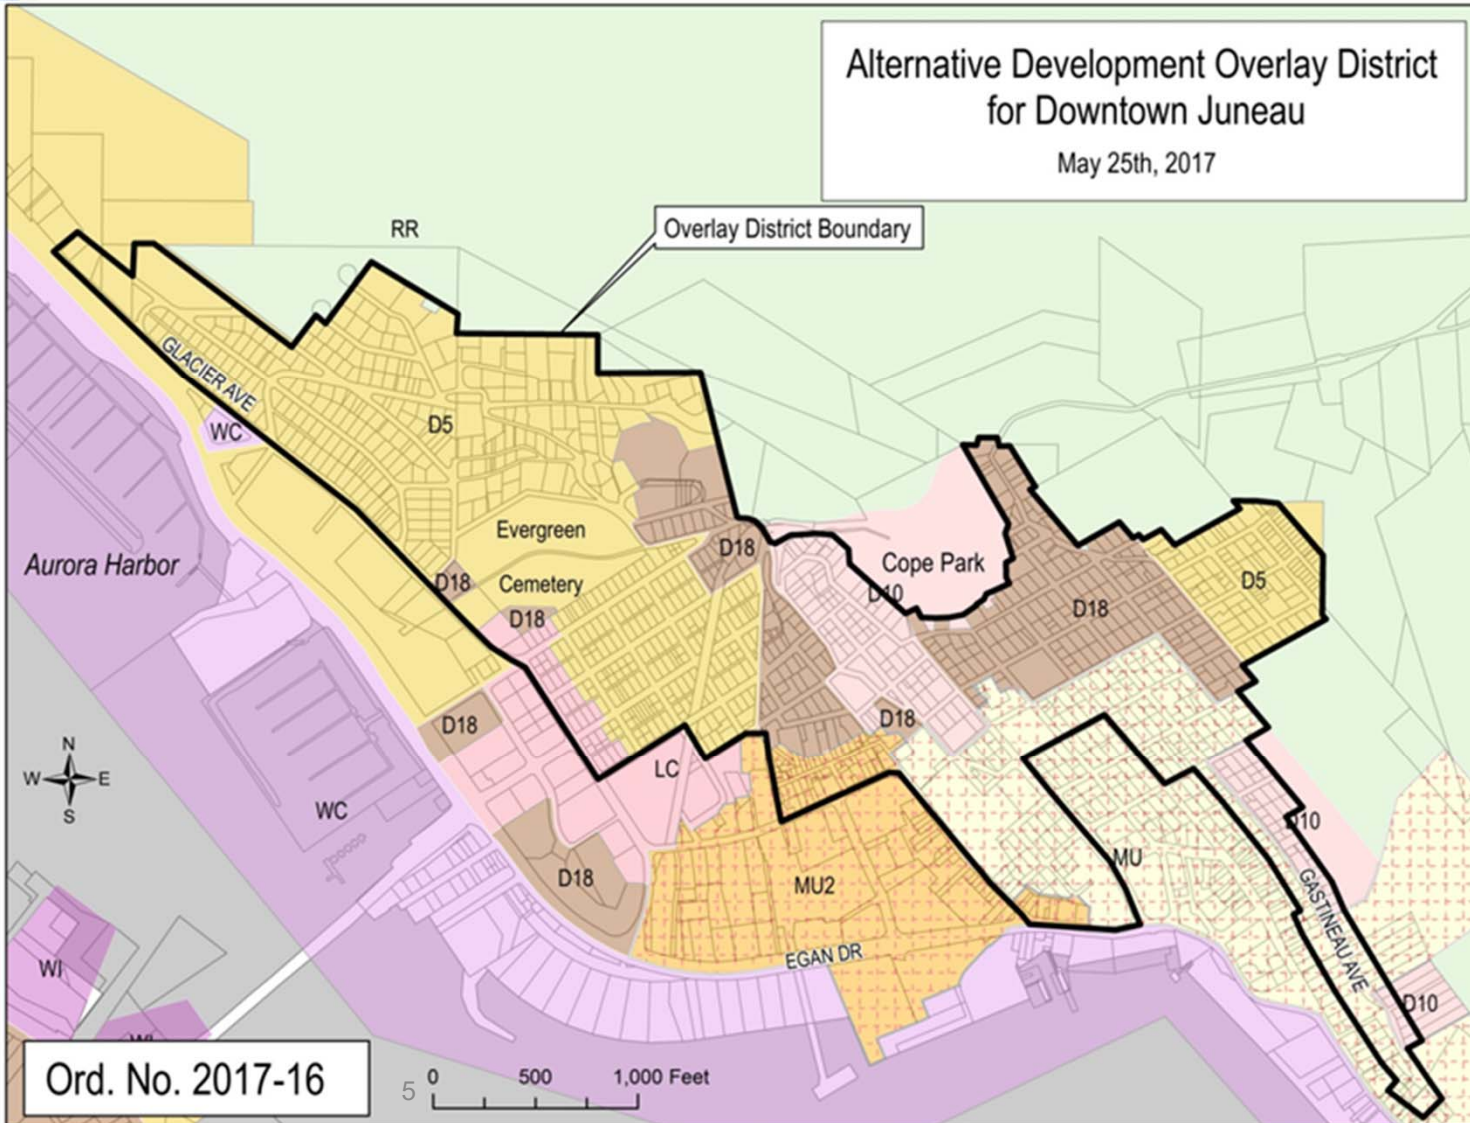 Alternative Development Overlay District
for Downtown Juneau
May 25th, 2017
RR
Overlay District Boundary
GLACIER AVE
WC
D5
Evergreen
Cemetery
D18
D18
D18
Cope Park
D10
D18
D5
Aurora Harbor
D18
D18
LC
N
W E
S
WC
D18
MU2
MU
D10
EGAN DR
GASTINEAU AVE
D10
WI
WI
Ord. No. 2017-16
5
0 500 1,000 Feet